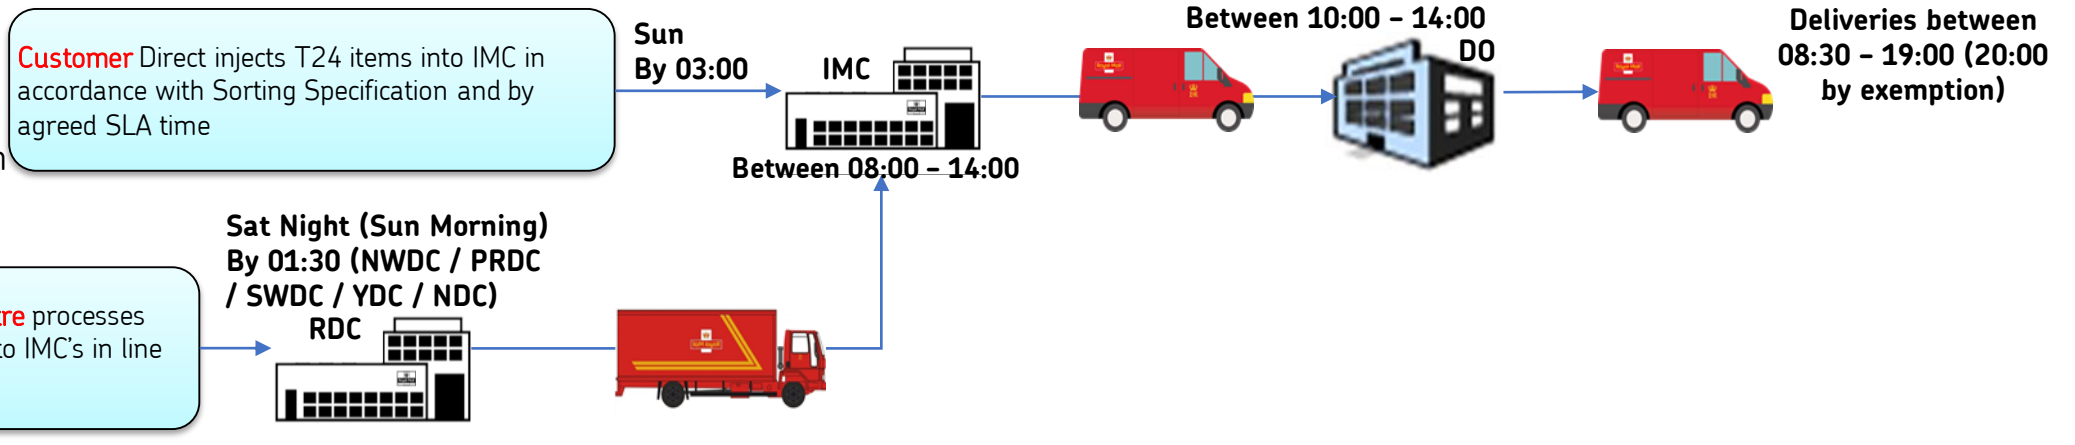 Customer Direct injects T24 items into IMC in
accordance with Sorting Specification and by
agreed SLA time
Sun
By 03:00
IMC
Between 08:00 – 14:00
Between 10:00 – 14:00
DO
Deliveries between
08:30 – 19:00 (20:00
by exemption)
Sat Night (Sun Morning)
By 01:30 (NWDC / PRDC
/ SWDC / YDC / NDC)
RDC
processes
to IMC's in line